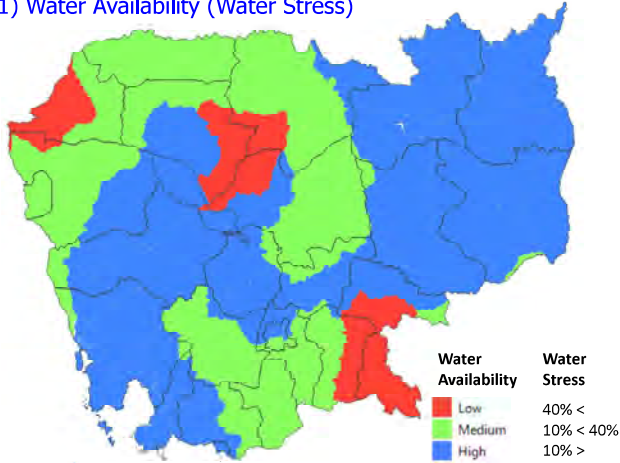 1) Water Availability (Water Stress)
Water Availability
Water Stress
Low 40% <
Medium 10% < 40%
High 10% >